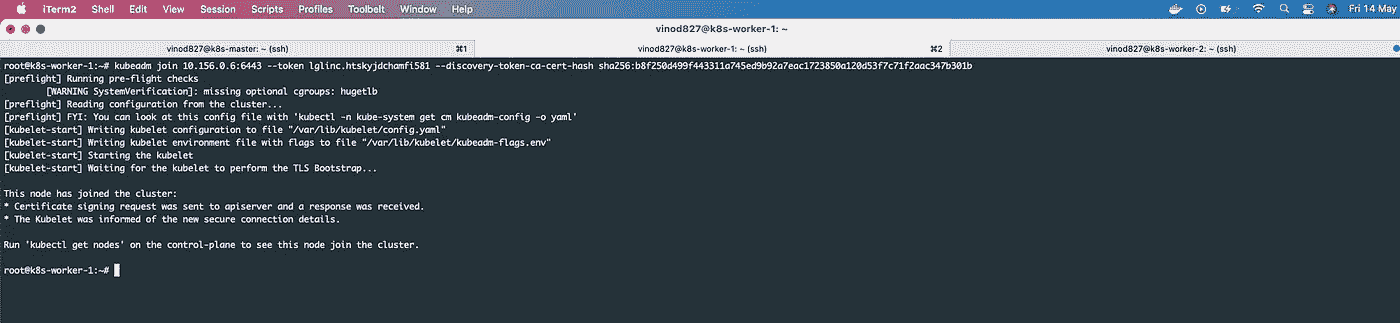 iTerm2 Shell Edit View Session Scripts Profiles Toolbelt Window Help Fri 14 May
vinod827@k8s-worker-1: ~
vinod827@k8s-master: ~ (ssh) ⌘1 vinod827@k8s-worker-1: ~ (ssh) ⌘2 vinod827@k8s-worker-2: ~ (ssh)
root@k8s-worker-1:~# kubeadm join 10.156.0.6:6443 --token lglinc.htskyjdchamfi581 --discovery-token-ca-cert-hash sha256:b8f250d499f443311a745ed9b92a7eac1723850a120d53f7c71f2aac347b301b
[preflight] Running pre-flight checks
[WARNING SystemVerification]: missing optional cgroups: hugetlb
[preflight] Reading configuration from the cluster...
[preflight] FYI: You can look at this config file with 'kubectl -n kube-system get cm kubeadm-config -o yaml'
[kubelet-start] Writing kubelet configuration to file "/var/lib/kubelet/config.yaml"
[kubelet-start] Writing kubelet environment file with flags to file "/var/lib/kubelet/kubeadm-flags.env"
[kubelet-start] Starting the kubelet
[kubelet-start] Waiting for the kubelet to perform the TLS Bootstrap...
This node has joined the cluster:
* Certificate signing request was sent to apiserver and a response was received.
* The Kubelet was informed of the new secure connection details.
Run 'kubectl get nodes' on the control-plane to see this node join the cluster.
root@k8s-worker-1:~#